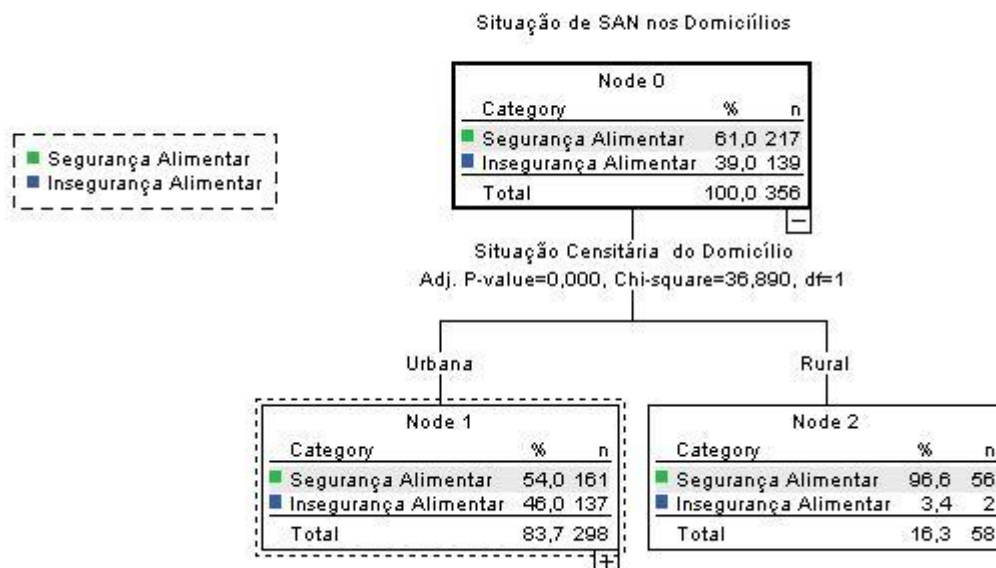 Situação de SAN nos Domiciílios
Node 0
Category % n
Segurança Alimentar 61,0 217
Insegurança Alimentar 39,0 139
Total 100,0 356
Segurança Alimentar
Insegurança Alimentar
Situação Censitária do Domicílio
Adj. P-value=0,000, Chi-square=36,890, df=1
Urbana
Rural
Node 1
Category % n
Segurança Alimentar 54,0 161
Insegurança Alimentar 46,0 137
Total 83,7 298
Node 2
Category % n
Segurança Alimentar 96,6 56
Insegurança Alimentar 3,4 2
Total 16,3 58